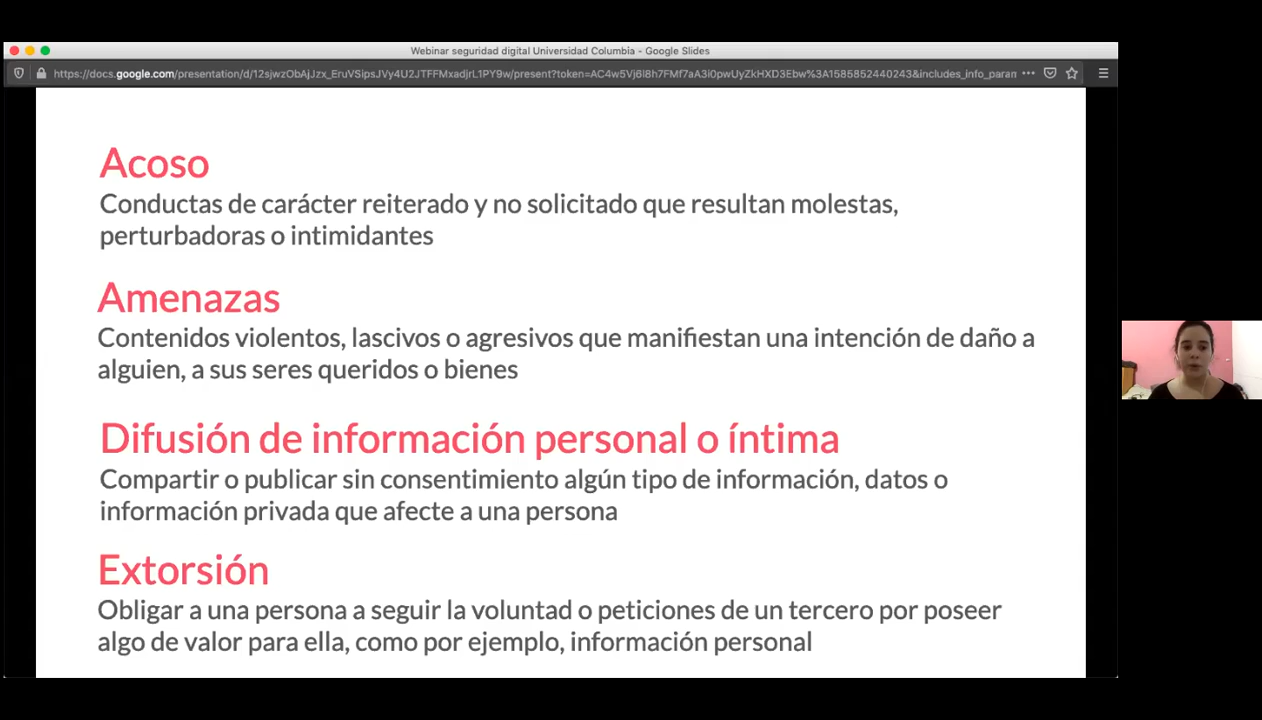 Webinar seguridad digital Universidad Columbia - Google Slides
Acoso
Conductas de carácter reiterado y no solicitado que resultan molestas,
perturbadoras o intimidantes
Amenazas
Contenidos violentos, lascivos o agresivos que manifiestan una intención de daño a
alguien, a sus seres queridos o bienes
Difusión de información personal o íntima
Compartir o publicar sin consentimiento algún tipo de información, datos o
información privada que afecte a una persona
Extorsión
Obligar a una persona a seguir la voluntad o peticiones de un tercero por poseer
algo de valor para ella, como por ejemplo, información personal